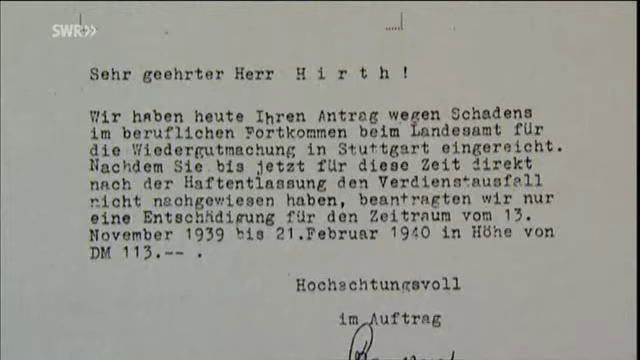 SWR»
Sehr geehrter Herr H i r t h !
Wir haben heute Ihren Antrag wegen Schadens
im beruflichen Fortkommen beim Landesamt für
die Wiedergutmachung in Stuttgart eingereicht.
Nachdem Sie bis jetzt für diese Zeit direkt
nach der Haftentlassung den Verdienstausfall
nicht nachgewiesen haben, beantragten wir nur
eine Entschädigung für den Zeitraum vom 13.
November 1939 bis 21.Februar 1940 in Höhe von
DM 113.-- .
Hochachtungsvoll
im Auftrag